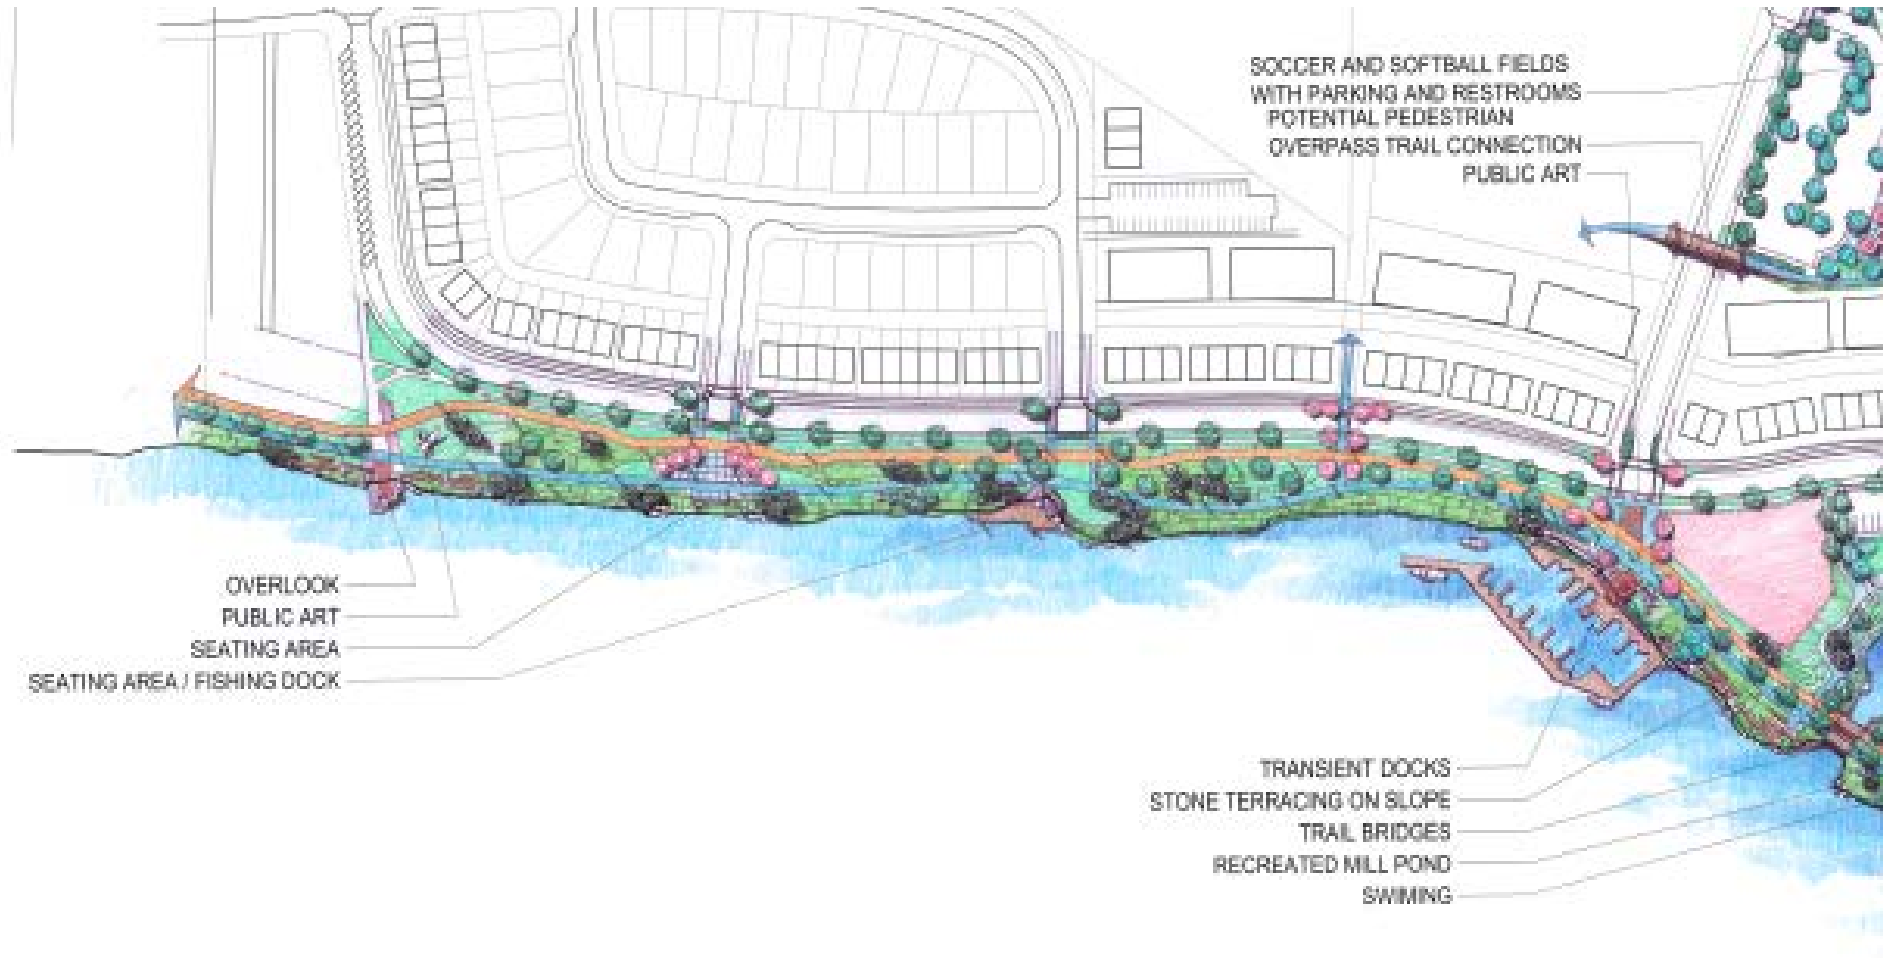 SOCCER AND SOFTBALL FIELDS
WITH PARKING AND RESTROOMS
POTENTIAL PEDESTRIAN
OVERPASS TRAIL CONNECTION
PUBLIC ART
OVERLOOK
PUBLIC ART
SEATING AREA
SEATING AREA / FISHING DOCK
TRANSIENT DOCKS
STONE TERRACING ON SLOPE
TRAIL BRIDGES
RECREATED MILL POND
SWIMING